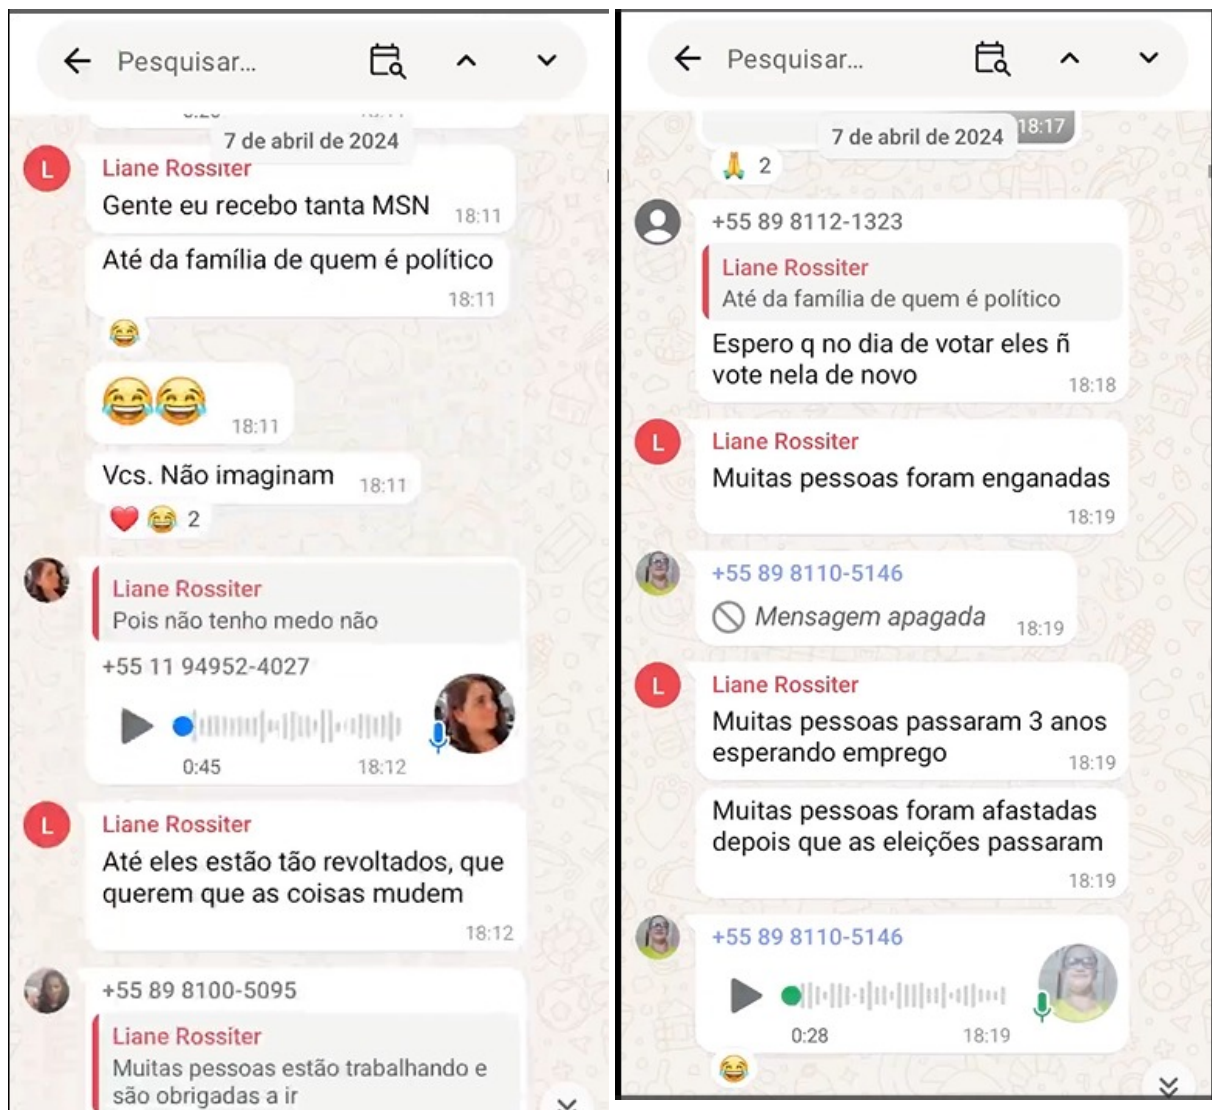 Pesquisar...
7 de abril de 2024
Liane Rossiter
Gente eu recebo tanta MSN 18:11
Até da família de quem é político
18:11
18:11
Vcs. Não imaginam 18:11
2
Liane Rossiter
Pois não tenho medo não
+55 11 94952-4027
0:45 18:12
L
Liane Rossiter
Até eles estão tão revoltados, que
querem que as coisas mudem
18:12
+55 89 8100-5095
Liane Rossiter
Muitas pessoas estão trabalhando e
são obrigadas a ir
Pesquisar...
18:17
7 de abril de 2024
2
+55 89 8112-1323
Liane Rossiter
Até da família de quem é político
Espero q no dia de votar eles ñ
vote nela de novo
18:18
L
Liane Rossiter
Muitas pessoas foram enganadas
18:19
+55 89 8110-5146
Mensagem apagada 18:19
L
Liane Rossiter
Muitas pessoas passaram 3 anos
esperando emprego 18:19
Muitas pessoas foram afastadas
depois que as eleições passaram
18:19
+55 89 8110-5146
0:28 18:19